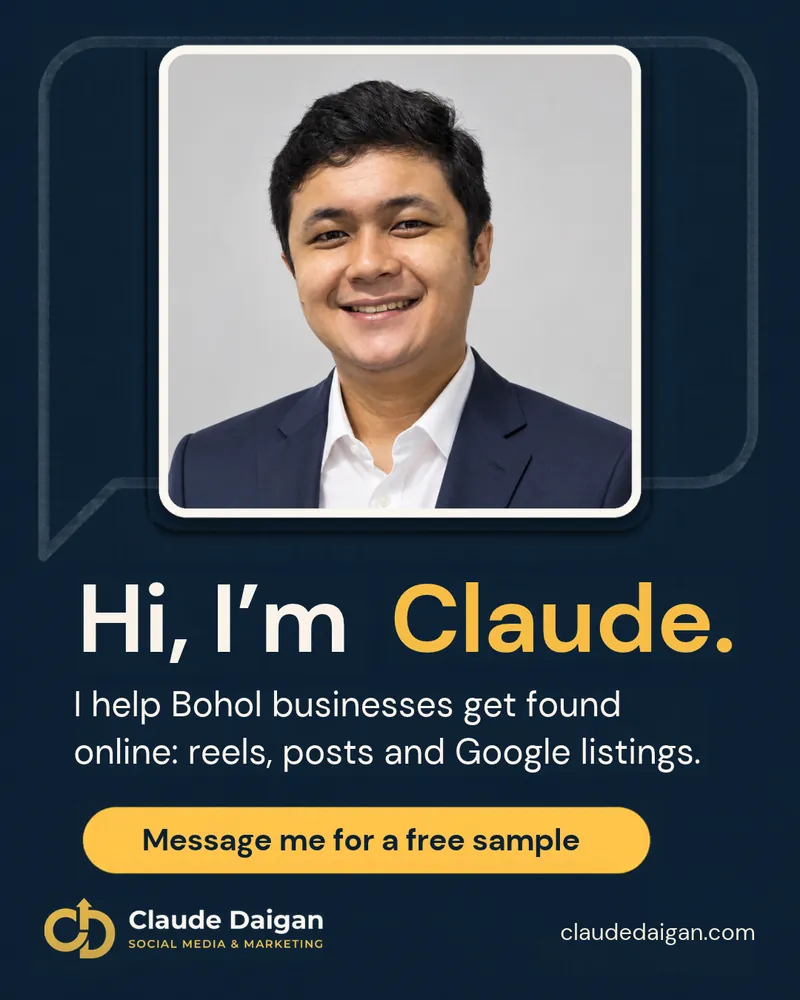 Hi, I’m Claude.
I help Bohol businesses get found
online: reels, posts and Google listings.
Message me for a free sample
Claude Daigan
SOCIAL MEDIA & MARKETING
claudedaigan.com